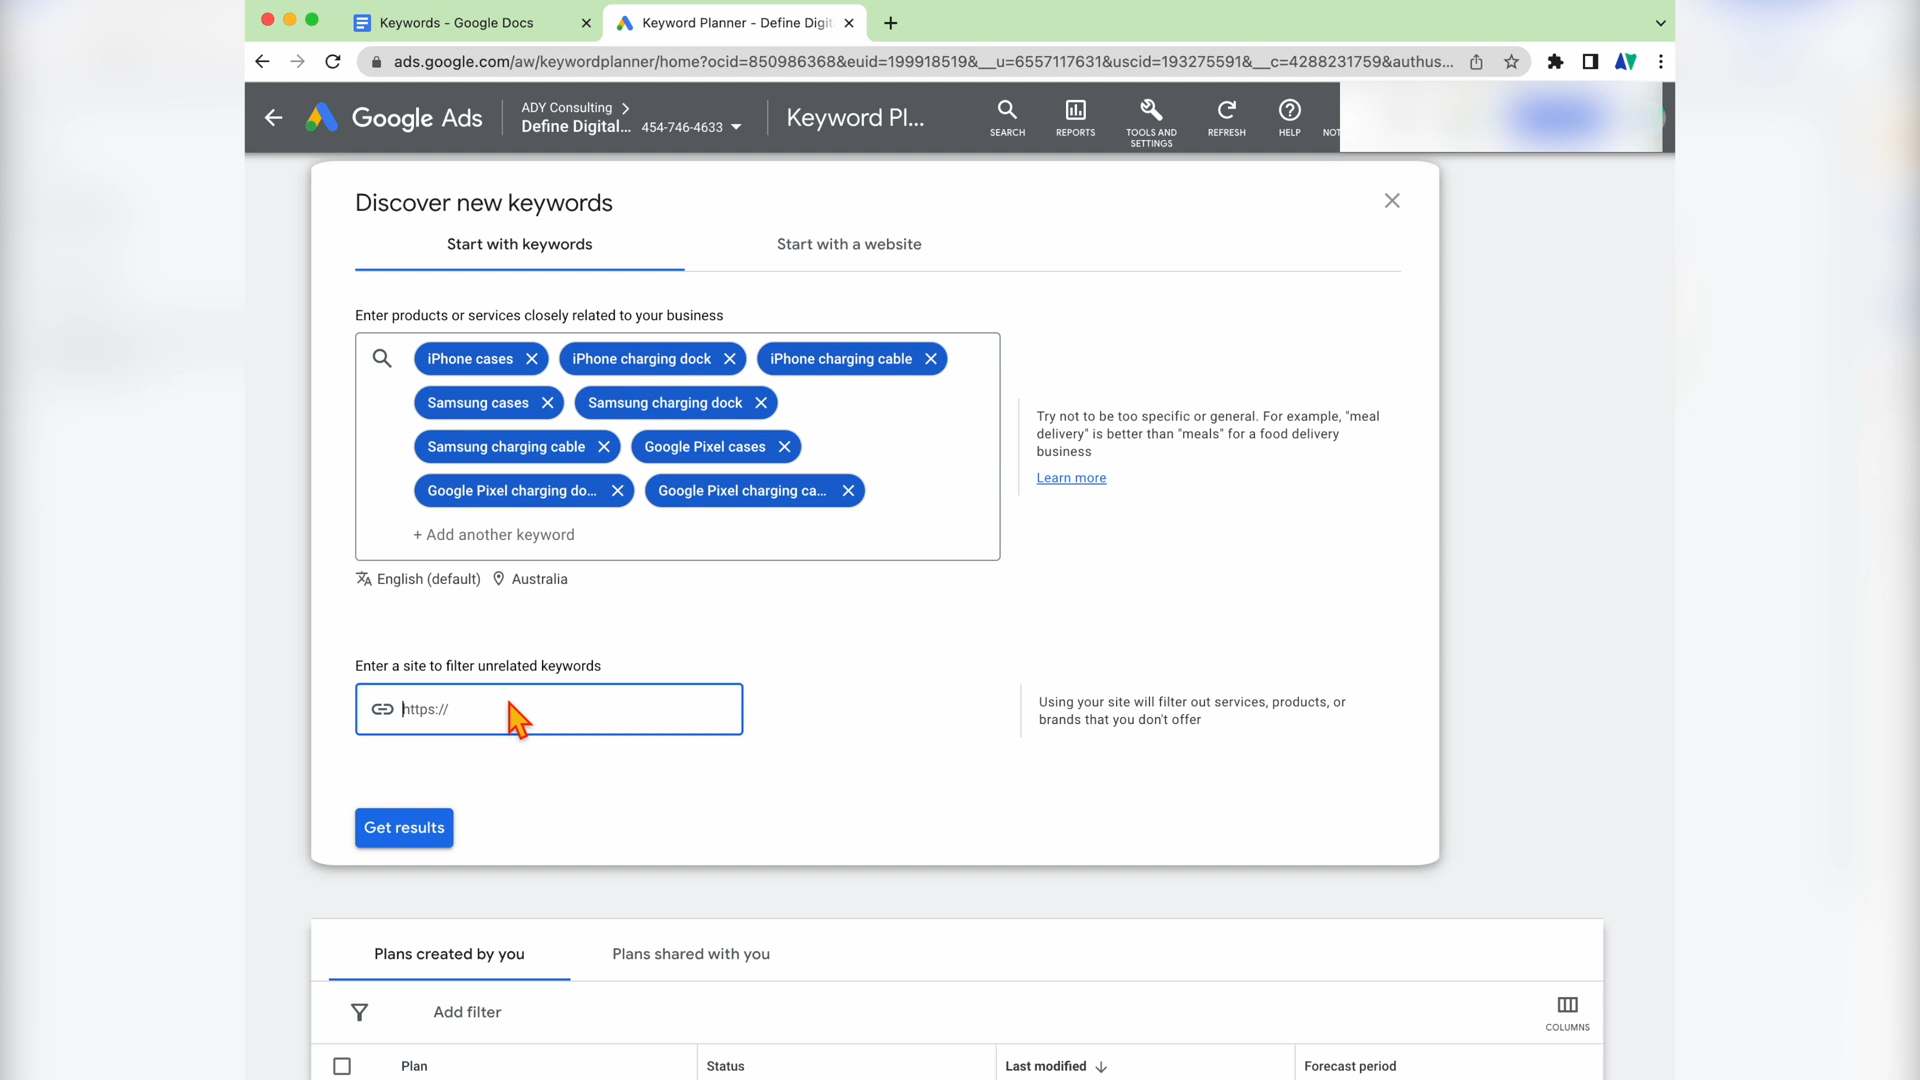 Keywords - Google Docs
Keyword Planner - Define Digit
ads.google.com/aw/keywordplanner/home?ocid=850986368&euid=199918519&__u=6557117631&uscid=193275591&__c=4288231759&authus...
Google Ads
ADY Consulting
Define Digital... 454-746-4633
Keyword Pl...
SEARCH
REPORTS
TOOLS AND
SETTINGS
REFRESH
HELP
NOT
Discover new keywords
Start with keywords
Start with a website
Enter products or services closely related to your business
iPhone cases
iPhone charging dock
iPhone charging cable
Samsung cases
Samsung charging dock
Samsung charging cable
Google Pixel cases
Google Pixel charging do...
Google Pixel charging ca...
+ Add another keyword
English (default)
Australia
Try not to be too specific or general. For example, "meal
delivery" is better than "meals" for a food delivery
business
Learn more
Enter a site to filter unrelated keywords
https://
Using your site will filter out services, products, or
brands that you don't offer
Get results
Plans created by you
Plans shared with you
Add filter
COLUMNS
Plan
Status
Last modified
Forecast period